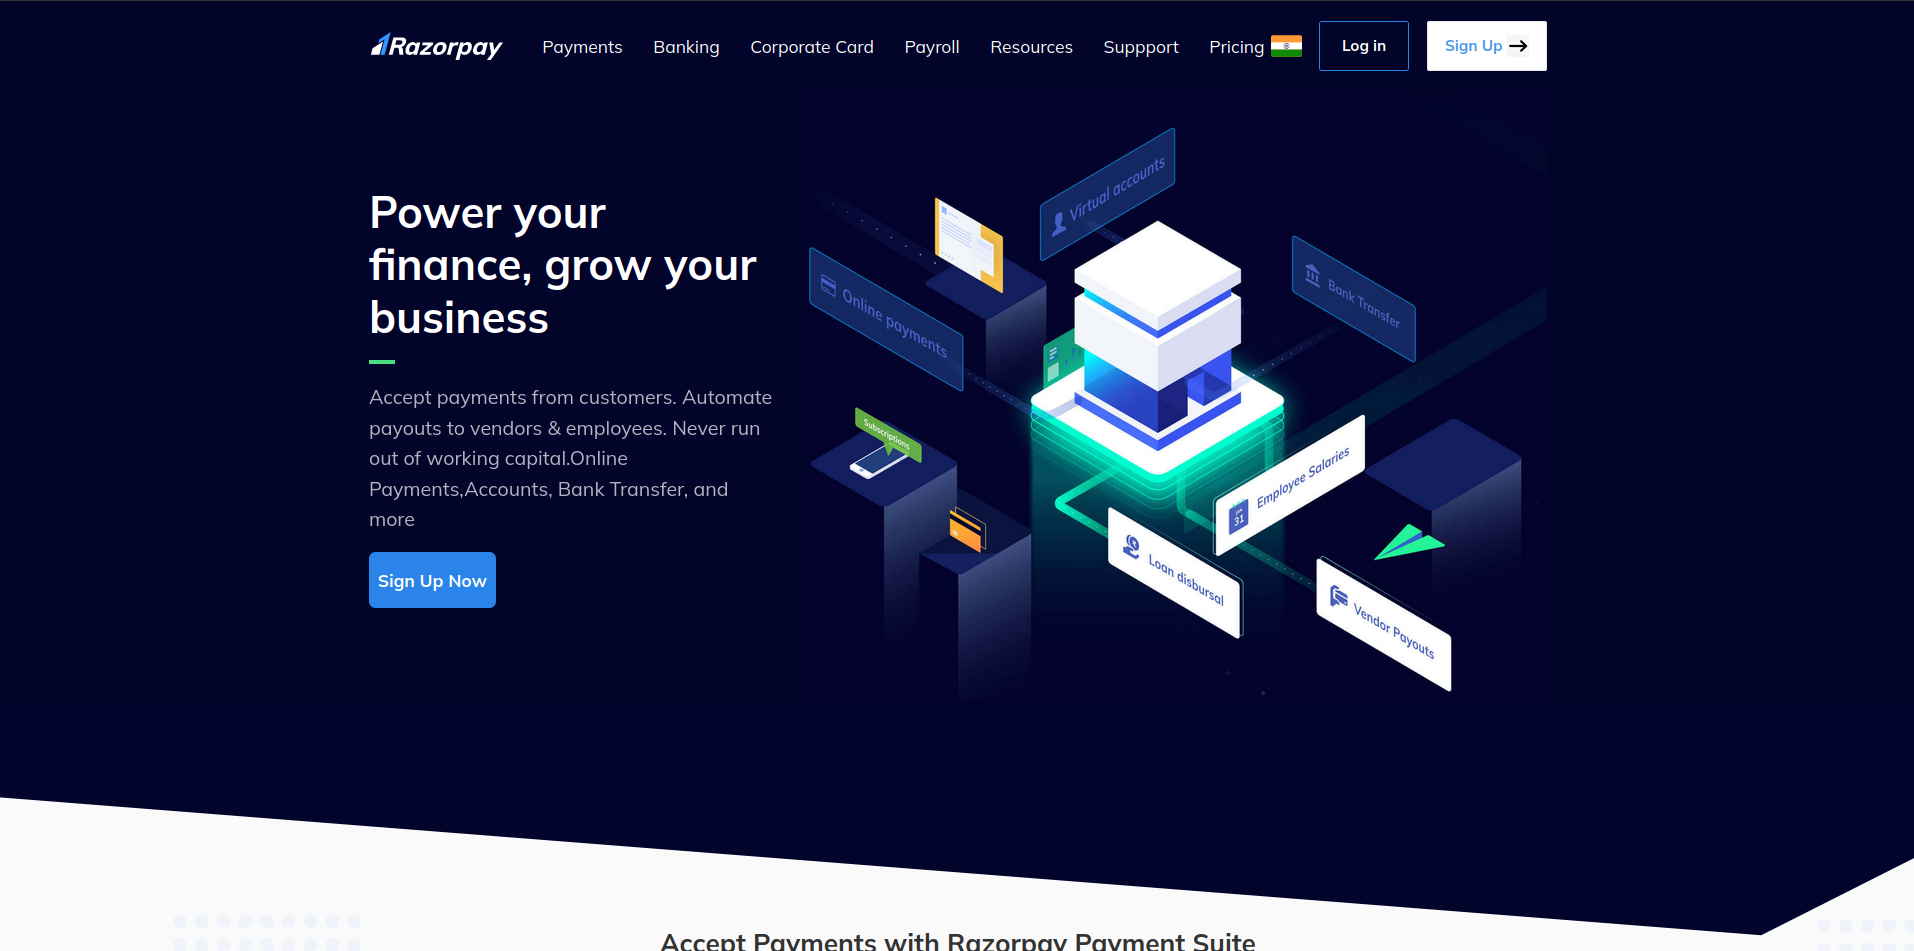 Razorpay
Payments
Banking
Corporate Card
Payroll
Resources
Suppport
Pricing
Log in
Sign Up
Power your
finance, grow your
business
Accept payments from customers. Automate
payouts to vendors & employees. Never run
out of working capital.Online
Payments,Accounts, Bank Transfer, and
more
Sign Up Now
Virtual accounts
Online payments
Bank Transfer
Subscriptions
Employee Salaries
JAN
31
Loan disbursal
Vendor Payouts
Accept Payments with Razorpay Payment Suite